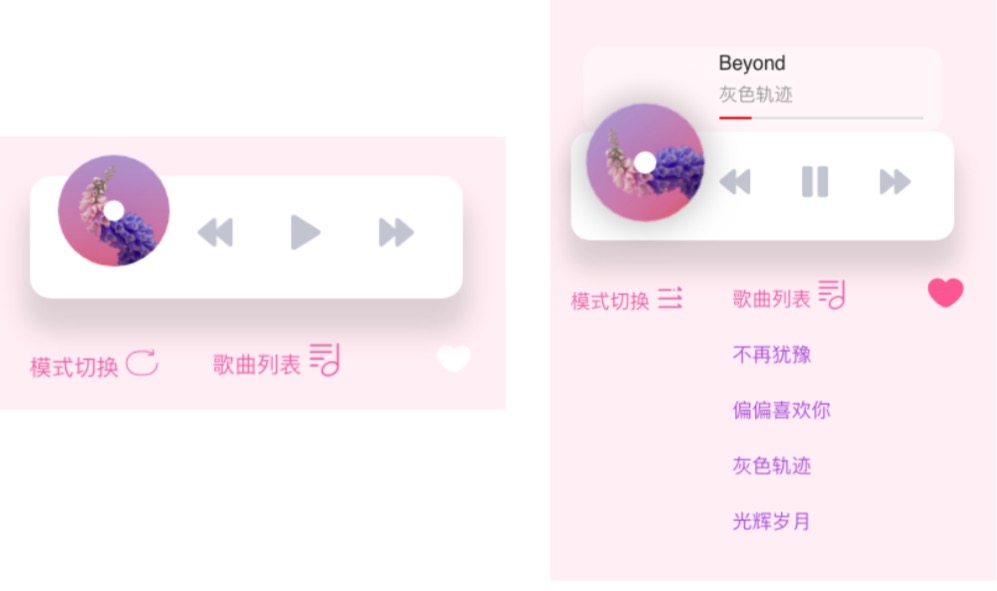 模式切换
歌曲列表
Beyond
灰色轨迹
模式切换
歌曲列表
不再犹豫
偏偏喜欢你
灰色轨迹
光辉岁月